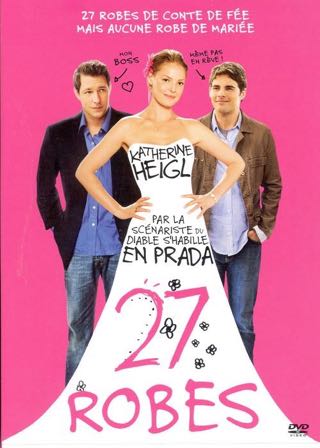 27 ROBES DE CONTE DE FÉE
MAIS AUCUNE ROBE DE MARIÉE
MON
BOSS
MÊME PAS
EN RÊVE !
KATHERINE
HEIGL
PAR LA
SCÉNARISTE DU
DIABLE S'HABILLE
EN PRADA
27
ROBES
DVD
VIDEO